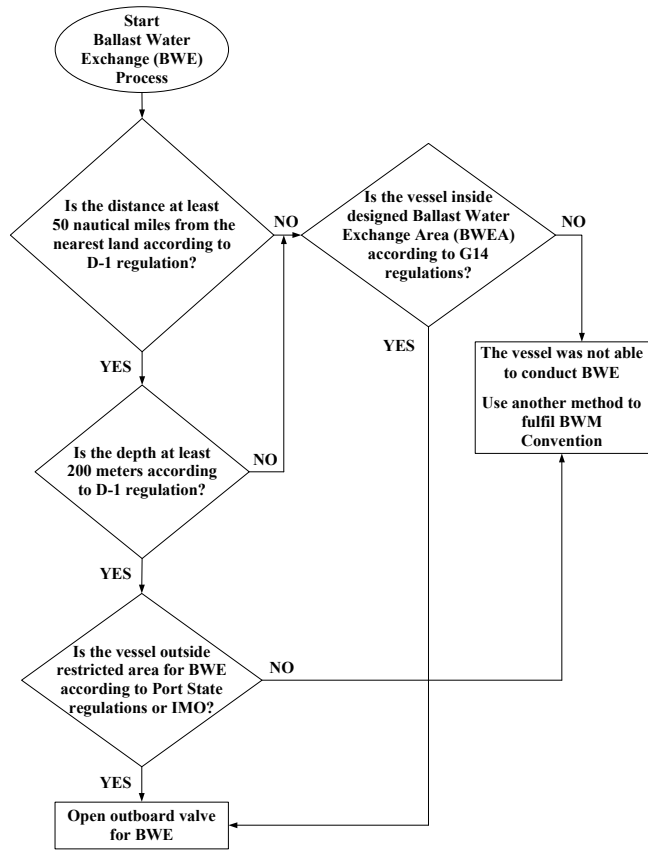 Start
Ballast Water
Exchange (BWE)
Process
Is the distance at least
50 nautical miles from the
nearest land according to
D-1 regulation?
NO
Is the vessel inside
designed Ballast Water
Exchange Area (BWEA)
according to G14
regulations?
NO
YES
YES
The vessel was not able
to conduct BWE
Use another method to
fulfil BWM
Convention
Is the depth at least
200 meters according
to D-1 regulation?
NO
YES
Is the vessel outside
restricted area for BWE
according to Port State
regulations or IMO?
NO
YES
Open outboard valve
for BWE